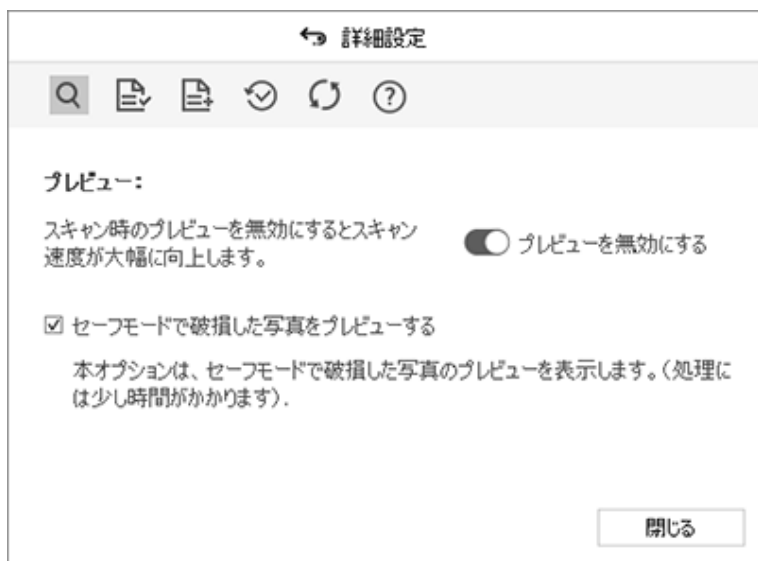 詳細設定
プレビュー：
スキャン時のプレビューを無効にするとスキャン
速度が大幅に向上します。
プレビューを無効にする
セーフモードで破損した写真をプレビューする
本オプションは、セーフモードで破損した写真のプレビューを表示します。（処理に
は少し時間がかかります）.
閉じる